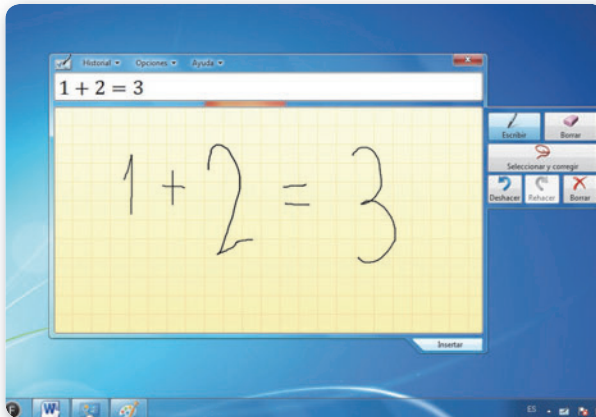 Historial Opciones Ayuda
1 + 2 = 3
1 + 2 = 3
Escribir Borrar
Seleccionar y corregir
Deshacer Rehacer Borrar
Insertar
W ES